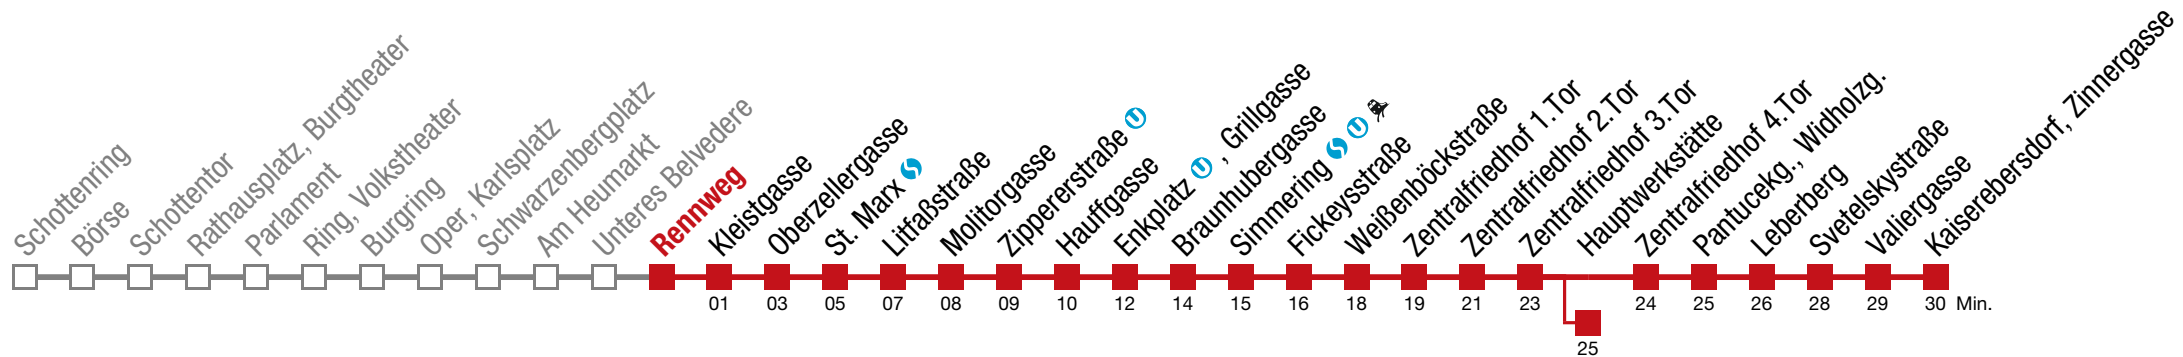 Schottenring
Börse
Schottentor
Rathausplatz, Burgtheater
Parlament
Ring, Volkstheater
Burgring
Oper, Karlsplatz
Schwarzenbergplatz
Am Heumarkt
Unteres Belvedere
Rennweg
Kleistgasse
Oberzellergasse
St. Marx S
Litfaßstraße
Molitorgasse
Zippererstraße U
Hauffgasse
Enkplatz U , Grillgasse
Braunhubergasse
Simmering S U
Fickeysstraße
Weißenböckstraße
Zentralfriedhof 1.Tor
Zentralfriedhof 2.Tor
Zentralfriedhof 3.Tor
Hauptwerkstätte
Zentralfriedhof 4.Tor
Pantucekg., Widholzg.
Leberberg
Svetelskystraße
Valiergasse
Kaiserebersdorf, Zinnergasse
01 03 05 07 08 09 10 12 14 15 16 18 19 21 23 24 25 26 28 29 30 Min.
25